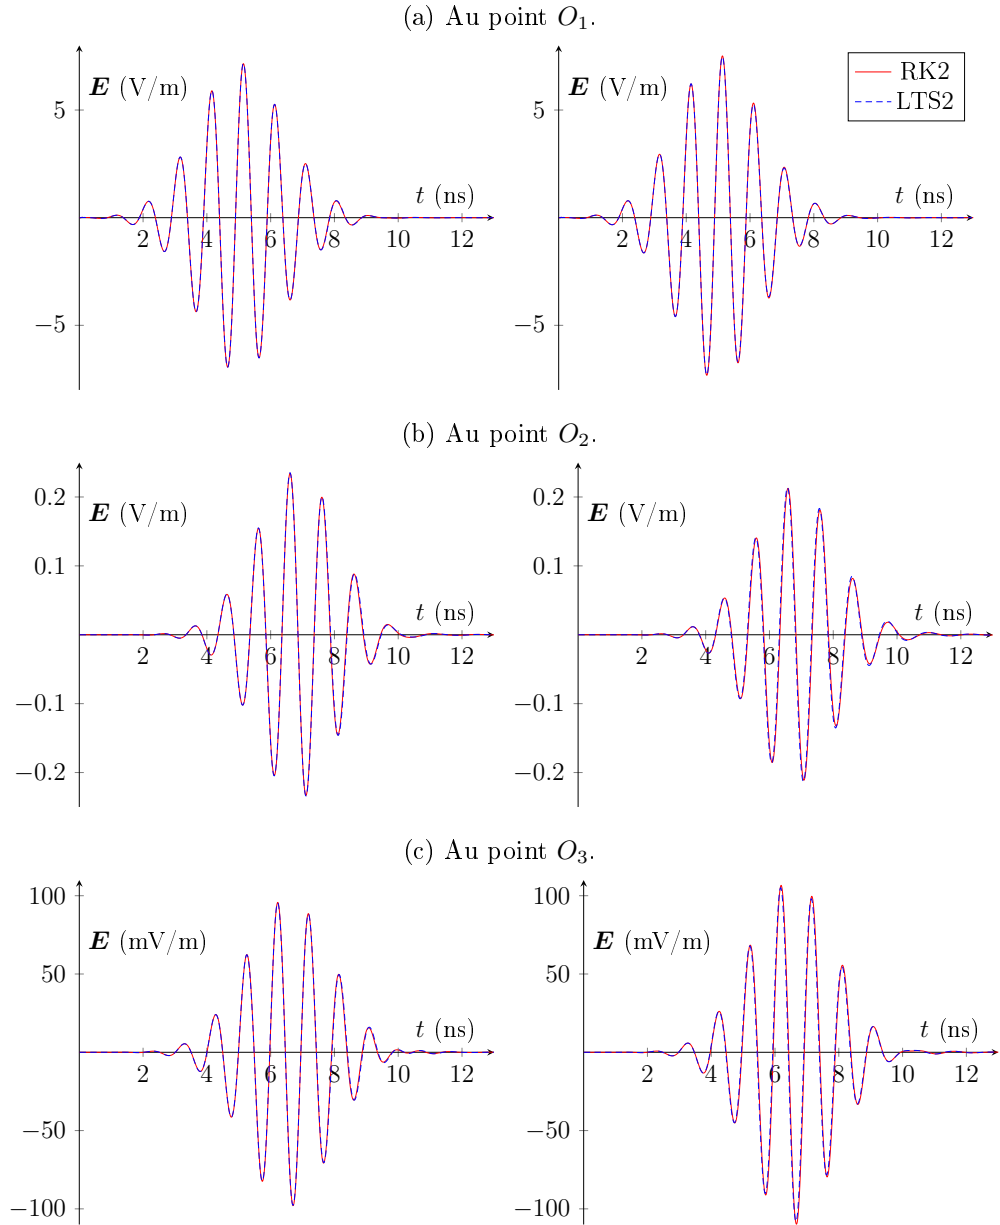 (a) Au point O₁.
E (V/m)
5
−5
t (ns)
2 4 6 8 10 12
E (V/m)
5
−5
t (ns)
2 4 6 8 10 12
RK2
LTS2
(b) Au point O₂.
E (V/m)
0.2
0.1
−0.1
−0.2
t (ns)
2 4 6 8 10 12
E (V/m)
0.2
0.1
−0.1
−0.2
t (ns)
2 4 6 8 10 12
(c) Au point O₃.
E (mV/m)
100
50
−50
−100
t (ns)
2 4 6 8 10 12
E (mV/m)
100
50
−50
−100
t (ns)
2 4 6 8 10 12